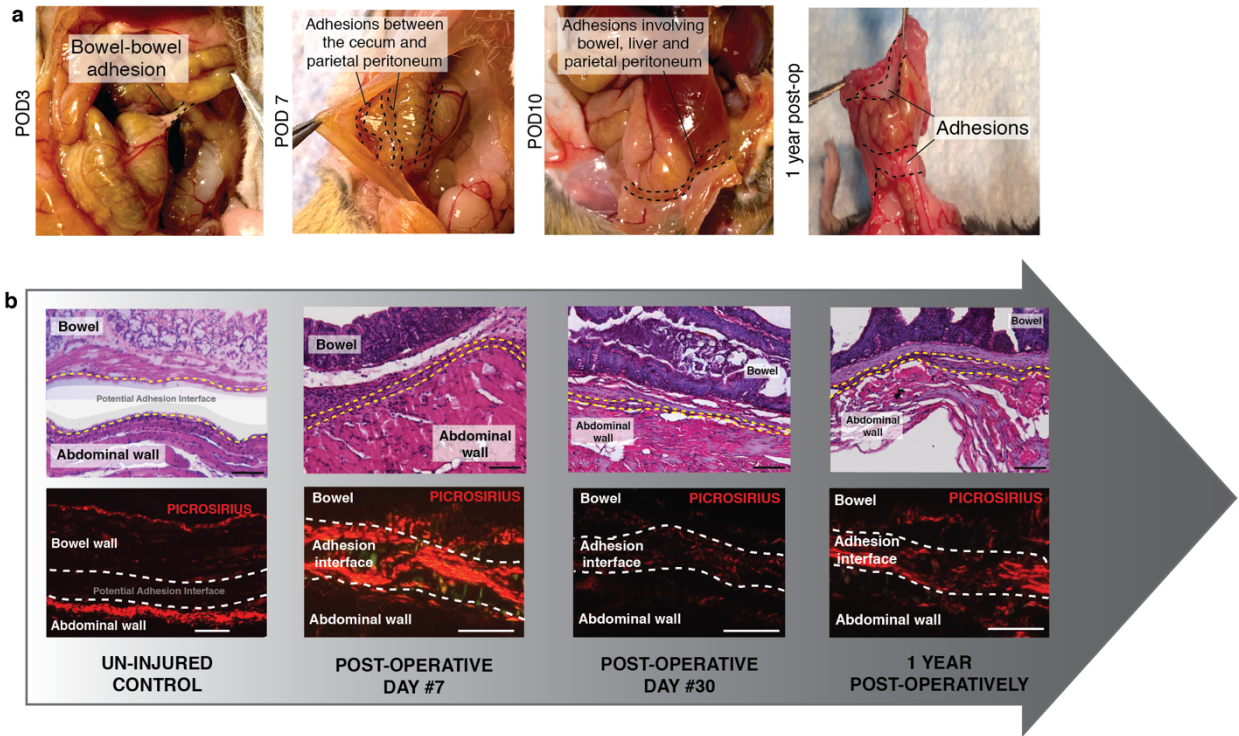 a
POD3
Bowel-bowel
adhesion
POD 7
Adhesions between
the cecum and
parietal peritoneum
POD10
Adhesions involving
bowel, liver and
parietal peritoneum
1 year post-op
Adhesions
b
Bowel
Potential Adhesion Interface
Abdominal wall
Bowel
Abdominal
wall
Bowel
Abdominal
wall
Bowel
Abdominal
wall
PICROSIRIUS
Bowel wall
Potential Adhesion Interface
Abdominal wall
Bowel
PICROSIRIUS
Adhesion
interface
Abdominal wall
Bowel
PICROSIRIUS
Adhesion
interface
Abdominal wall
Bowel
PICROSIRIUS
Adhesion
interface
Abdominal wall
UN-INJURED
CONTROL
POST-OPERATIVE
DAY #7
POST-OPERATIVE
DAY #30
1 YEAR
POST-OPERATIVELY